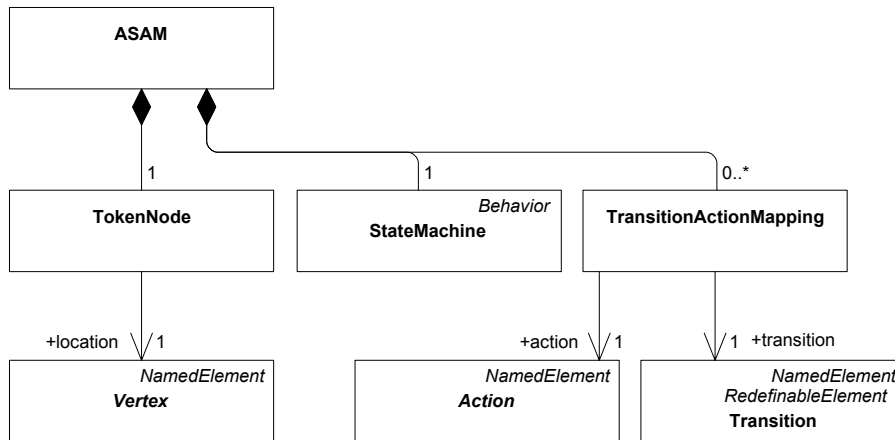 ASAM
1
1
0..*
TokenNode
Behavior
StateMachine
TransitionActionMapping
+location
1
+action
1
1
+transition
NamedElement
Vertex
NamedElement
Action
NamedElement
RedefinableElement
Transition